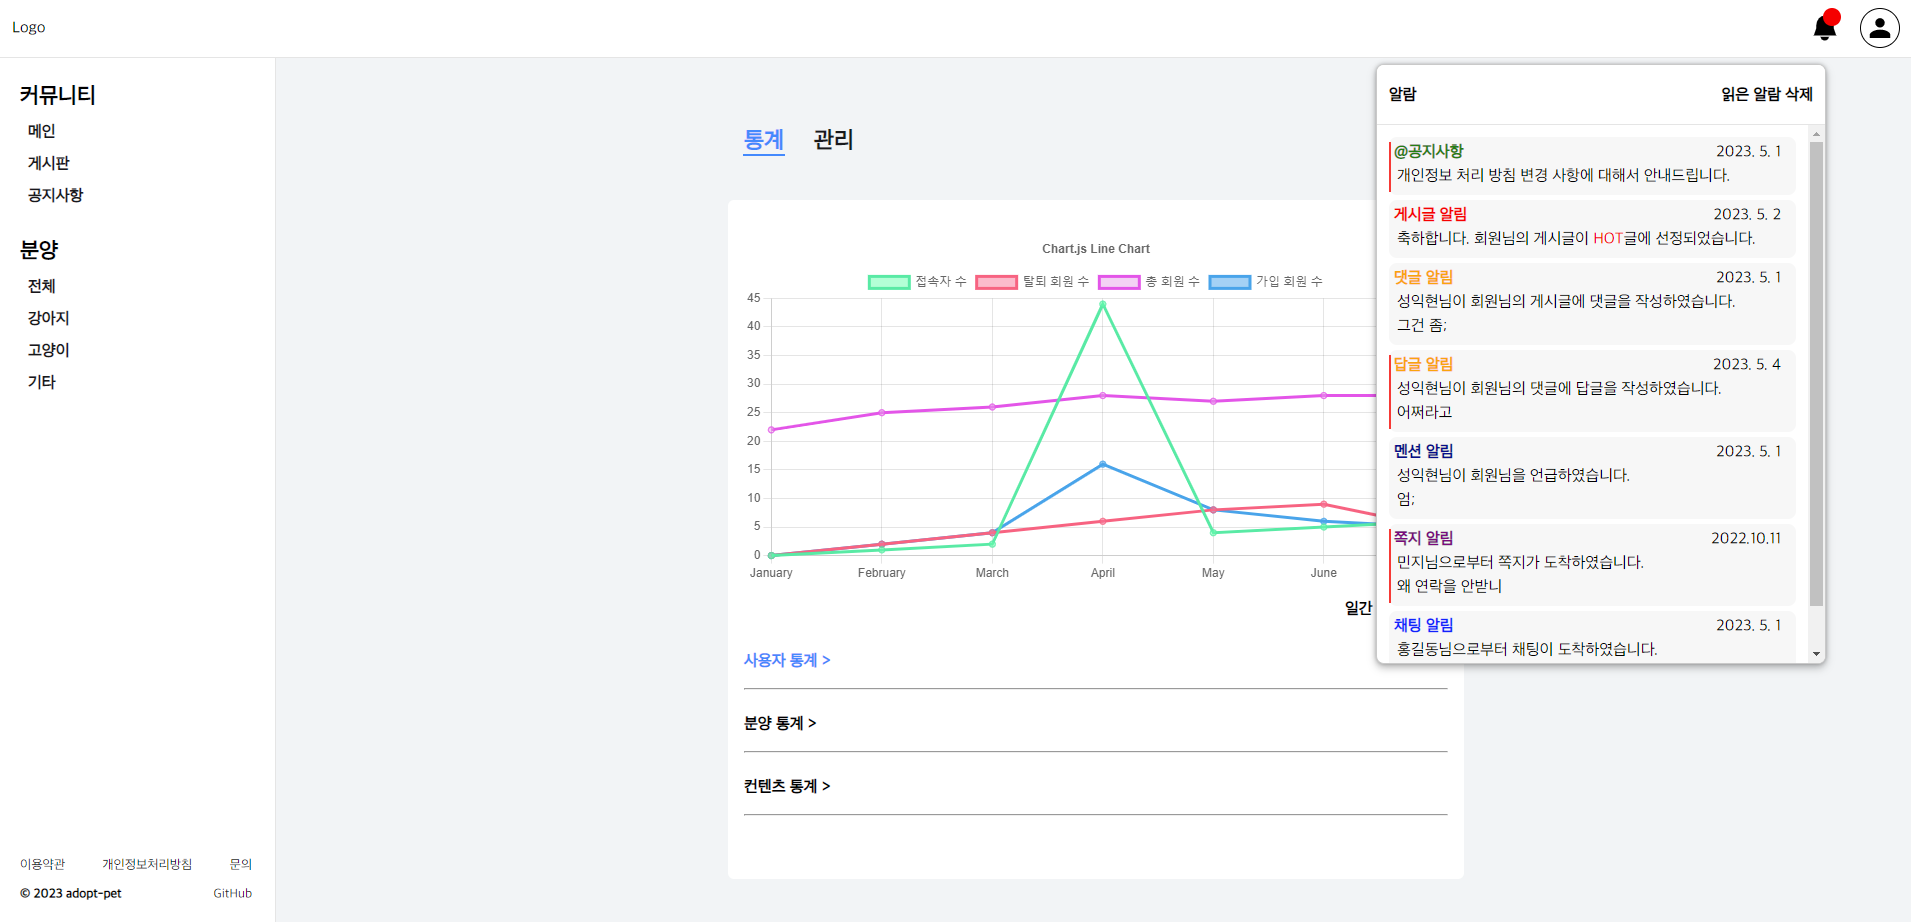 Logo
커뮤니티
메인
게시판
공지사항
분양
전체
강아지
고양이
기타
이용약관 개인정보처리방침 문의
© 2023 adopt-pet GitHub
통계 관리
Chart.js Line Chart
접속자 수 탈퇴 회원 수 총 회원 수 가입 회원 수
45
40
35
30
25
20
15
10
5
0
January February March April May June
일간
사용자 통계 >
분양 통계 >
컨텐츠 통계 >
알람 읽은 알람 삭제
@공지사항 2023. 5. 1
개인정보 처리 방침 변경 사항에 대해서 안내드립니다.
게시글 알림 2023. 5. 2
축하합니다. 회원님의 게시글이 HOT글에 선정되었습니다.
댓글 알림 2023. 5. 1
성익현님이 회원님의 게시글에 댓글을 작성하였습니다.
그건 좀;
답글 알림 2023. 5. 4
성익현님이 회원님의 댓글에 답글을 작성하였습니다.
어쩌라고
멘션 알림 2023. 5. 1
성익현님이 회원님을 언급하였습니다.
엄;
쪽지 알림 2022.10.11
민지님으로부터 쪽지가 도착하였습니다.
왜 연락을 안받니
채팅 알림 2023. 5. 1
홍길동님으로부터 채팅이 도착하였습니다.